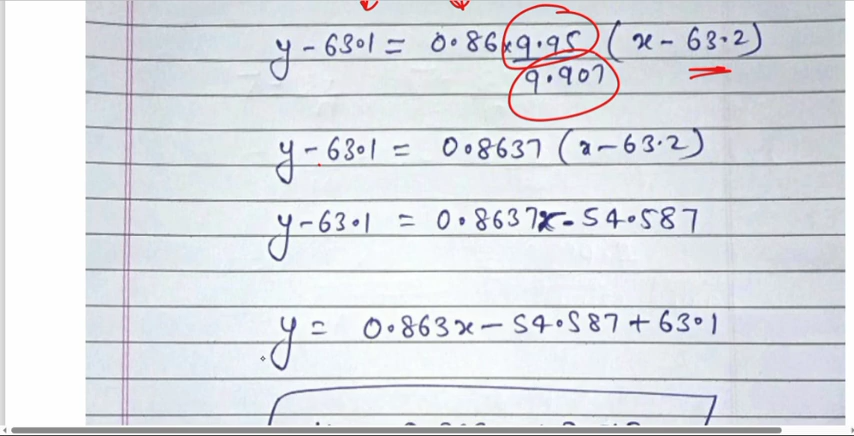 y - 63.1 = 0.86 x 9.95 / 9.907 ( x - 63.2 )
y - 63.1 = 0.8637 ( x - 63.2 )
y - 63.1 = 0.8637x - 54.587
y = 0.863x - 54.587 + 63.1